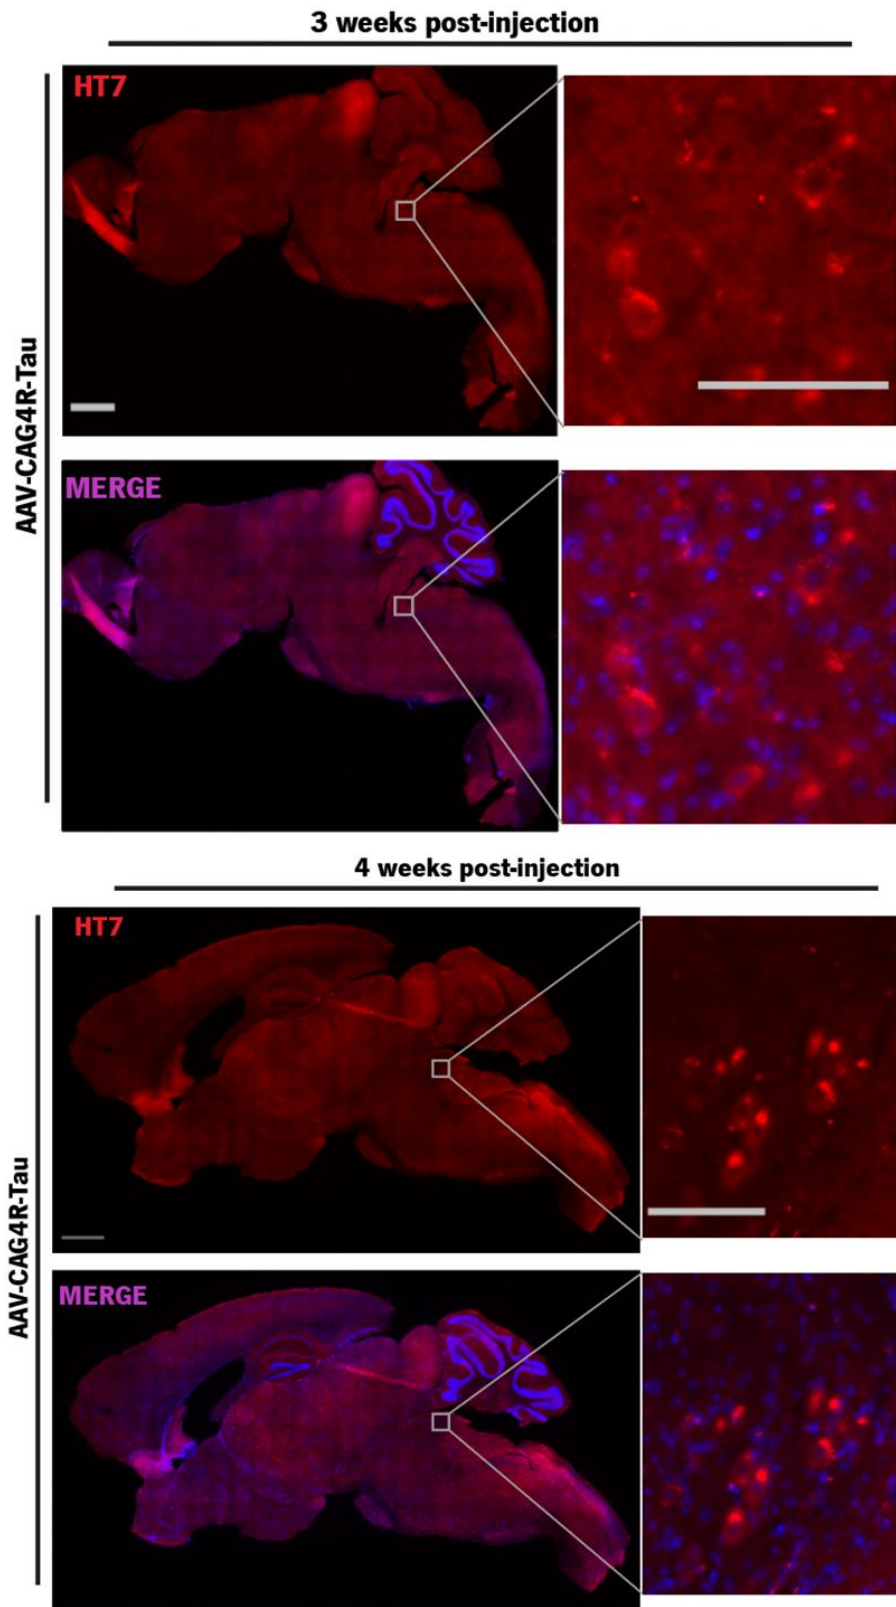 3 weeks post-injection
AAV-CAG4R-Tau
HT7
MERGE
4 weeks post-injection
AAV-CAG4R-Tau
HT7
MERGE